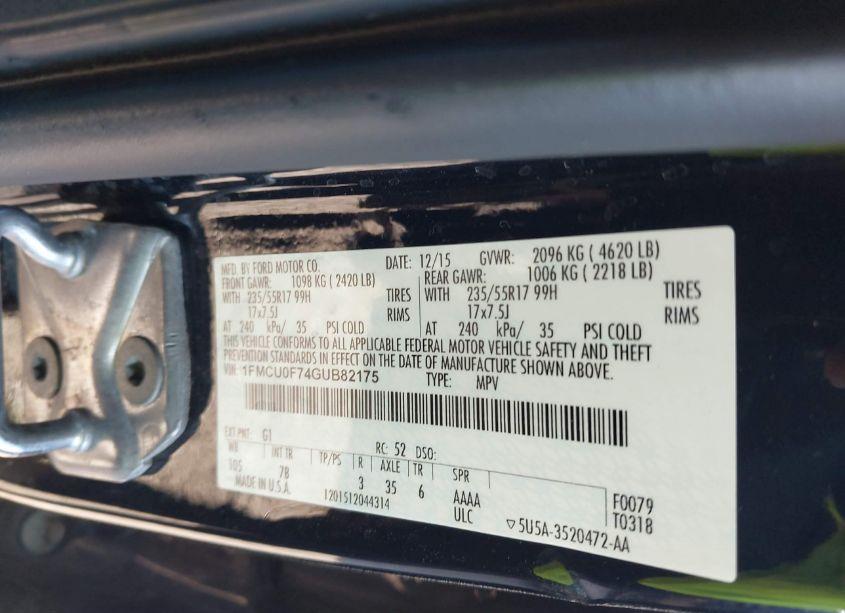 MFD. BY FORD MOTOR CO. DATE: 12/15 GVWR: 2096 KG ( 4620 LB)
FRONT GAWR: 1098 KG ( 2420 LB) REAR GAWR: 1006 KG ( 2218 LB)
WITH 235/55R17 99H TIRES WITH 235/55R17 99H TIRES
17x7.5J RIMS 17x7.5J RIMS
AT 240 kPa/ 35 PSI COLD AT 240 kPa/ 35 PSI COLD
THIS VEHICLE CONFORMS TO ALL APPLICABLE FEDERAL MOTOR VEHICLE SAFETY AND THEFT
PREVENTION STANDARDS IN EFFECT ON THE DATE OF MANUFACTURE SHOWN ABOVE.
1FMCU0F74GUB82175 TYPE: MPV
EXT PNT: G1 RC: 52 DSO:
WB INT TR TP/PS R AXLE TR SPR
105 7B 3 35 6 AAAA F0079
MADE IN U.S.A. 1201512044314 ULC T0318
▽5U5A-3520472-AA